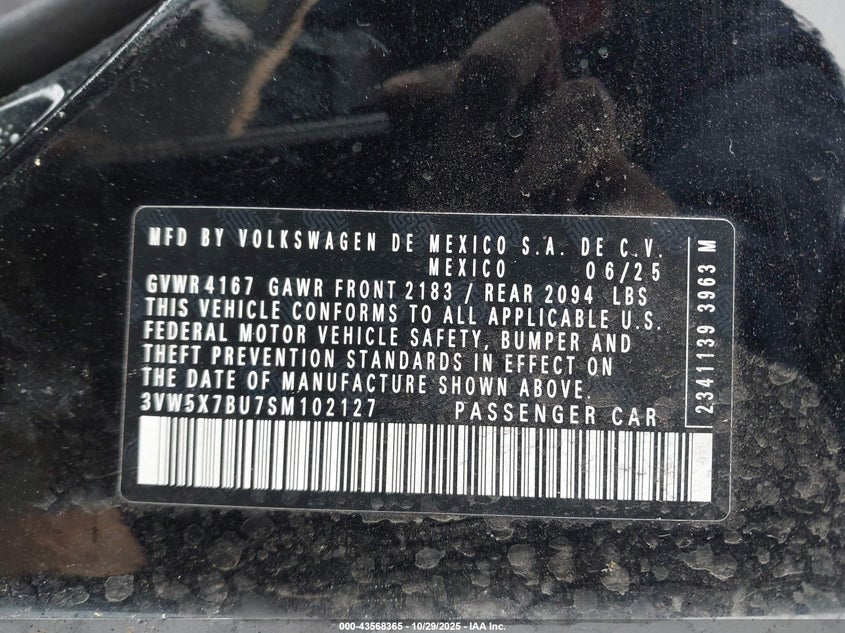 MFD BY VOLKSWAGEN DE MEXICO S.A. DE C.V.
MEXICO 06/25
GVWR 4167 GAWR FRONT 2183 / REAR 2094 LBS
THIS VEHICLE CONFORMS TO ALL APPLICABLE U.S.
FEDERAL MOTOR VEHICLE SAFETY, BUMPER AND
THEFT PREVENTION STANDARDS IN EFFECT ON
THE DATE OF MANUFACTURE SHOWN ABOVE.
3VW5X7BU7SM102127 PASSENGER CAR
2341139 3963 M
000-43568365 | 10/29/2025 - IAA Inc.